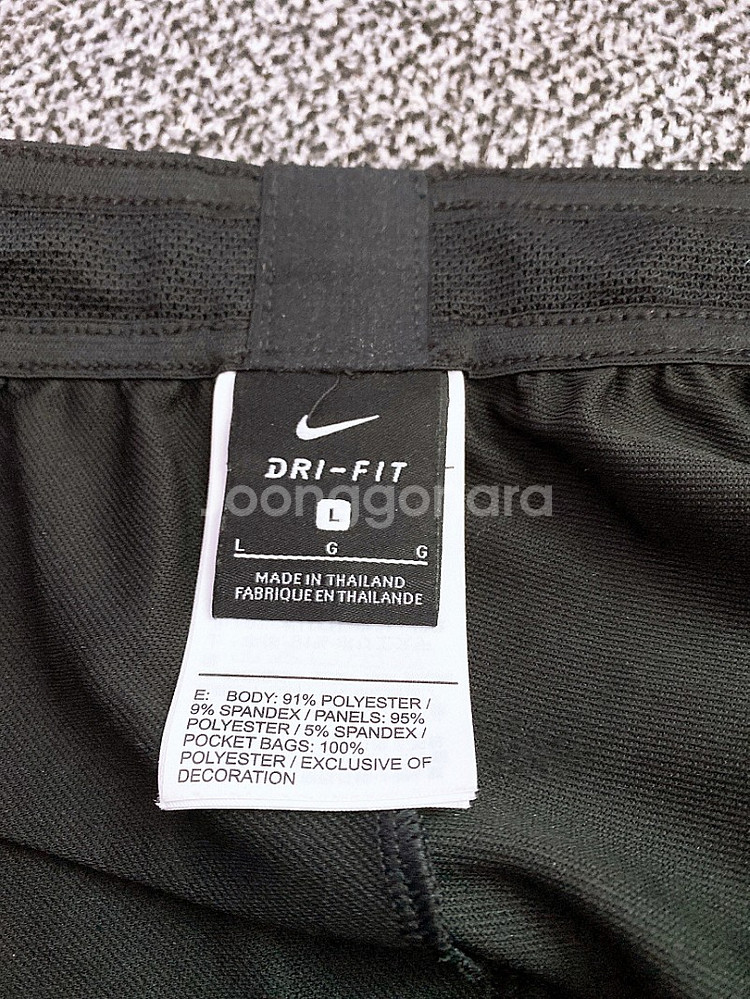 DRI-FIT
Joonggonara
L
L G G
MADE IN THAILAND
FABRIQUE EN THAILANDE
E: BODY: 91% POLYESTER /
9% SPANDEX / PANELS: 95%
POLYESTER / 5% SPANDEX /
POCKET BAGS: 100%
POLYESTER / EXCLUSIVE OF
DECORATION